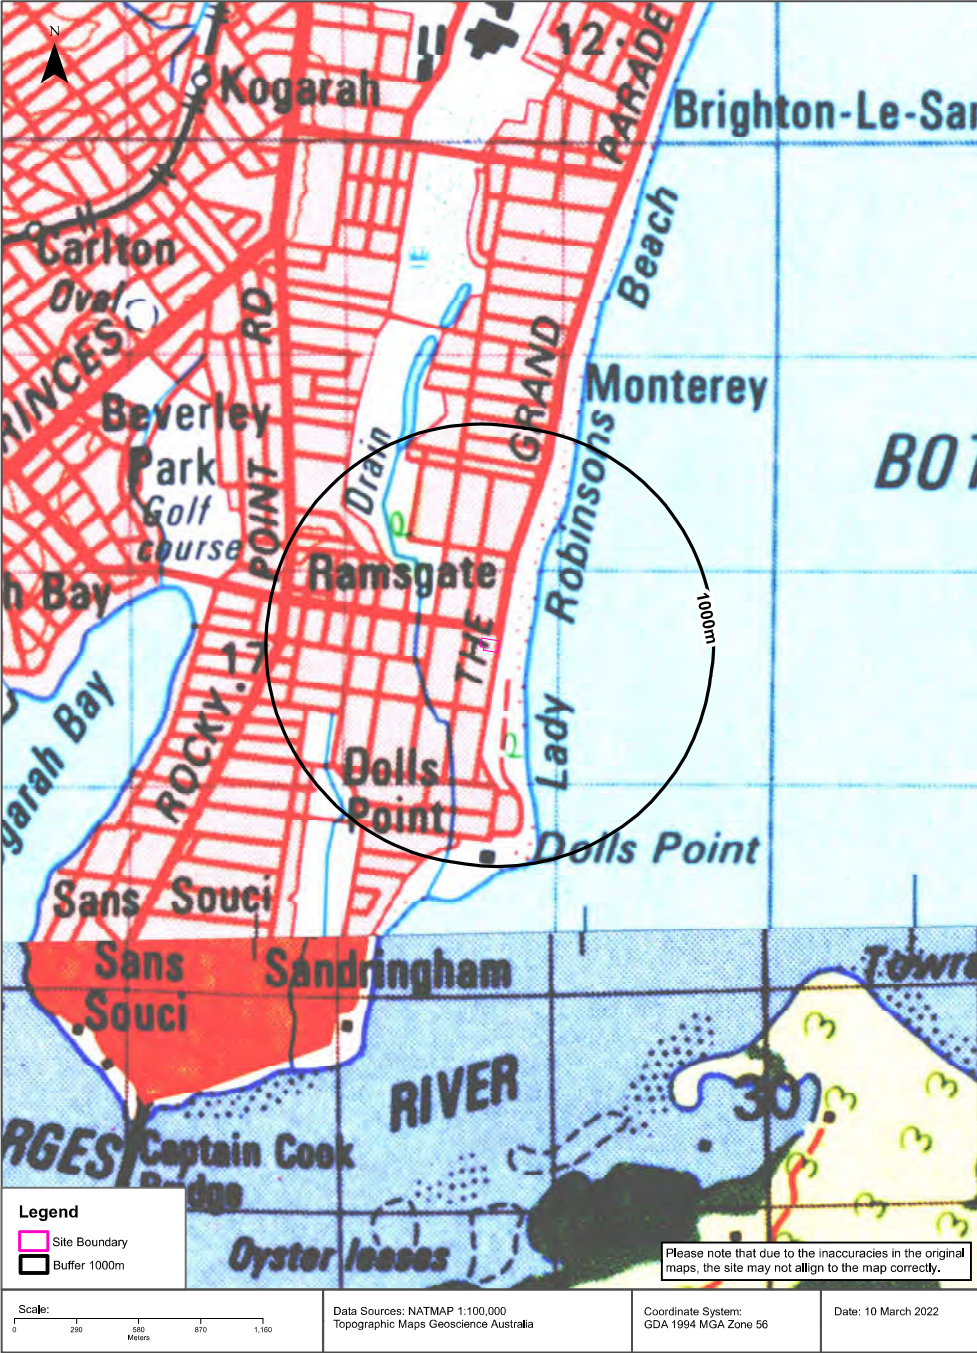 N
12
Kogarah
PARADE
Brighton-Le-Sa
Carlton
Oval
Beach
RD
PRINCES
GRAND
Monterey
Beverley
Park
Golf
course
POINT
Drain
Robinsons
BOT
Ramsgate
h Bay
THE
1000m
17
ROCKY
garah Bay
Lady
Dolls
Point
Dolls Point
Sans Souci
Sans
Souci
Sandringham
Towra
RIVER
30
RGES
Captain Cook
Bridge
Oyster leases
Legend
Site Boundary
Buffer 1000m
Please note that due to the inaccuracies in the original
maps, the site may not allign to the map correctly.
Scale:
0 290 580 870 1,160
Meters
Data Sources: NATMAP 1:100,000
Topographic Maps Geoscience Australia
Coordinate System:
GDA 1994 MGA Zone 56
Date: 10 March 2022